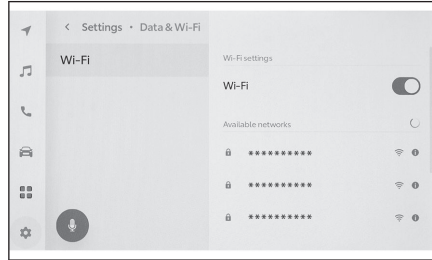 < Settings • Data & Wi-Fi
Wi-Fi
Wi-Fi settings
Wi-Fi
Available networks
**********
**********
**********